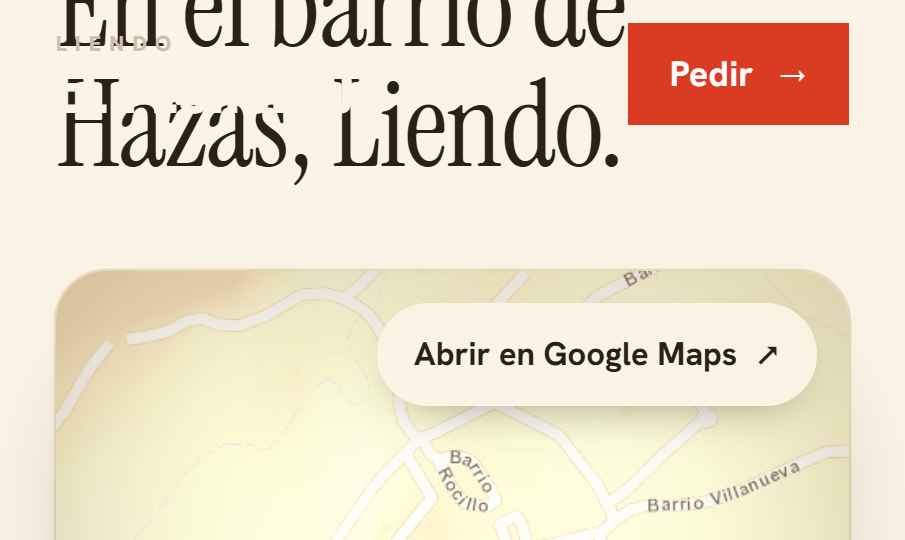 En el barrio de
LIENDO
Pedir →
Hazas, Liendo.
Abrir en Google Maps ↗
Barrio
Rocillo
Barrio Villanueva